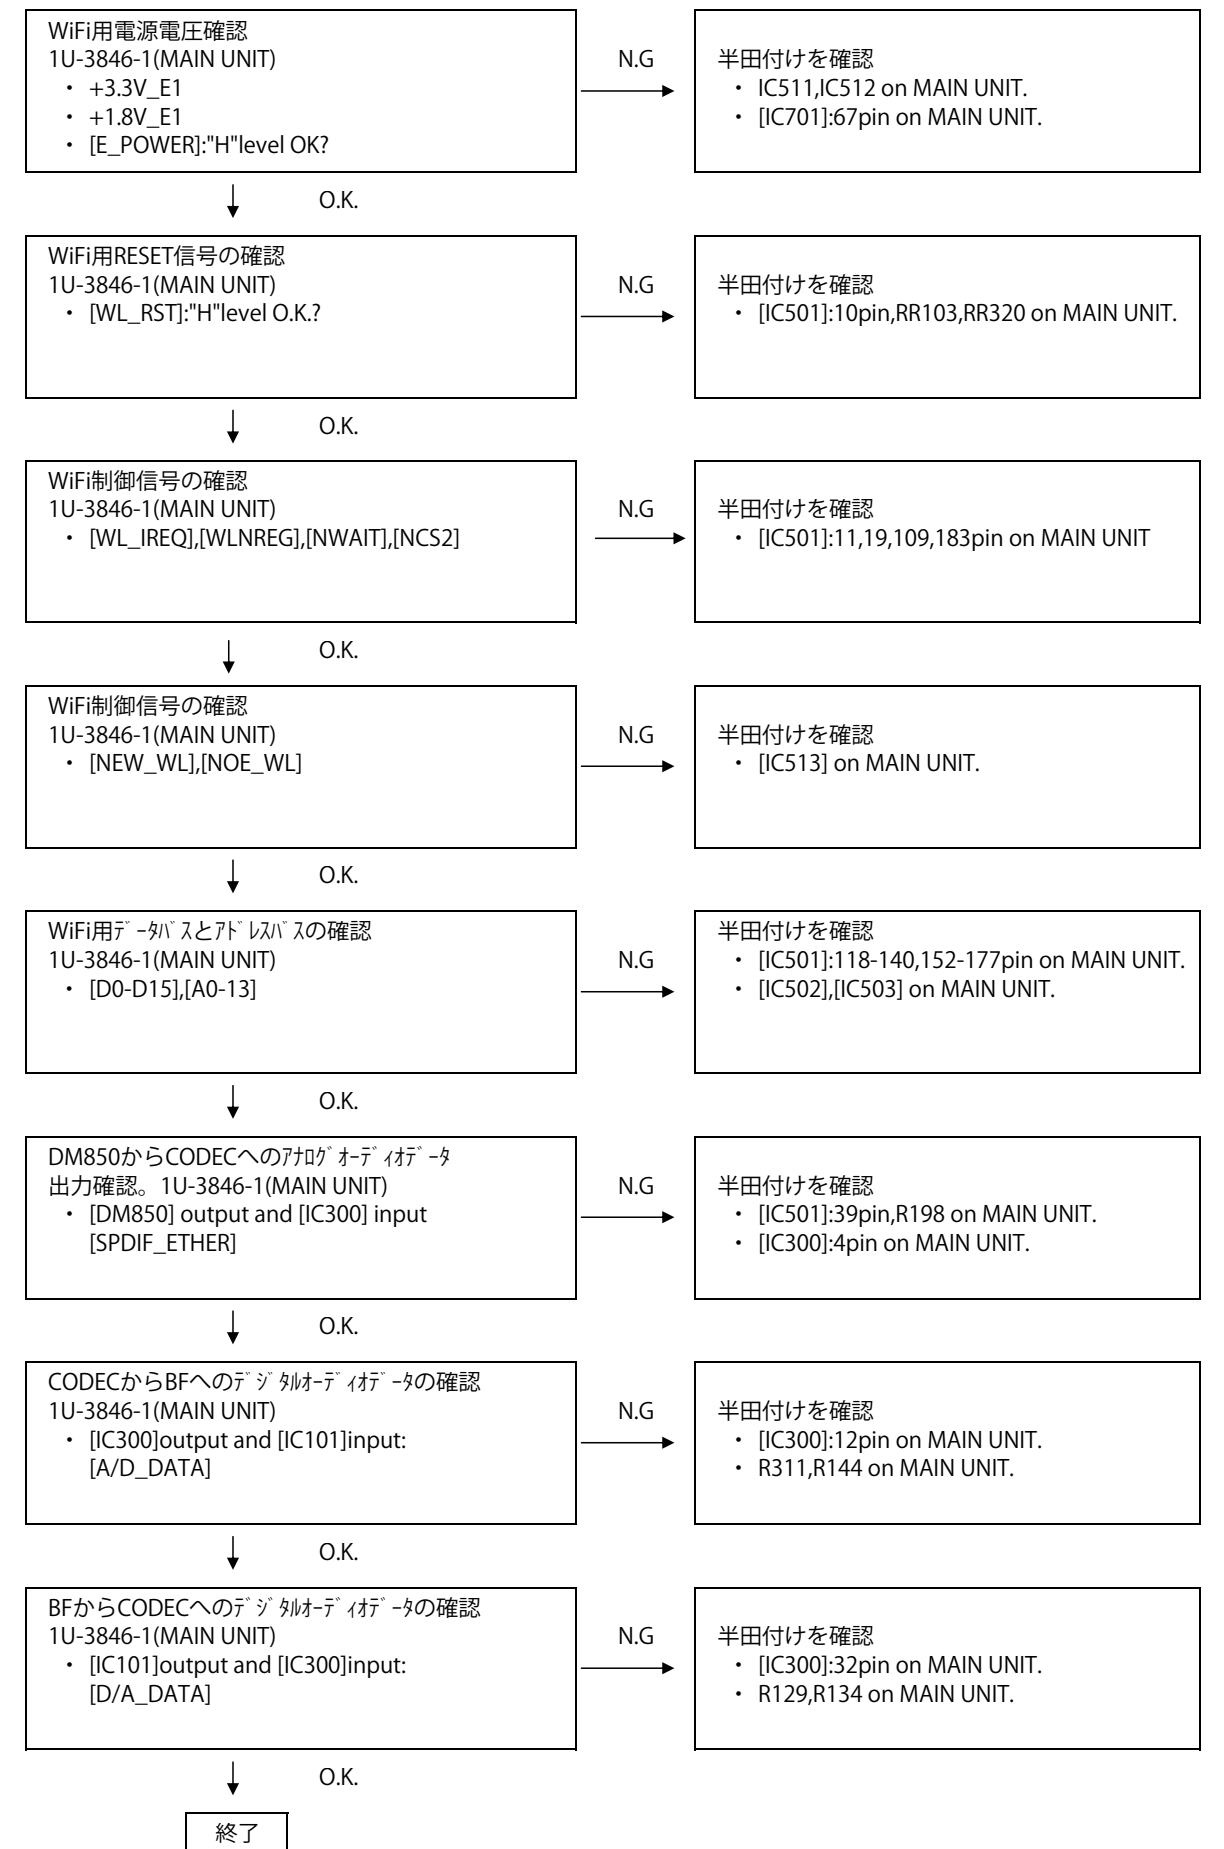 WiFi用電源電圧確認
1U-3846-1(MAIN UNIT)
・ +3.3V_E1
・ +1.8V_E1
・ [E_POWER]:"H"level OK?
N.G
半田付けを確認
・ IC511,IC512 on MAIN UNIT.
・ [IC701]:67pin on MAIN UNIT.
O.K.
WiFi用RESET信号の確認
1U-3846-1(MAIN UNIT)
・ [WL_RST]:"H"level O.K.?
N.G
半田付けを確認
・ [IC501]:10pin,RR103,RR320 on MAIN UNIT.
O.K.
WiFi制御信号の確認
1U-3846-1(MAIN UNIT)
・ [WL_IREQ],[WLNREG],[NWAIT],[NCS2]
N.G
半田付けを確認
・ [IC501]:11,19,109,183pin on MAIN UNIT
O.K.
WiFi制御信号の確認
1U-3846-1(MAIN UNIT)
・ [NEW_WL],[NOE_WL]
N.G
半田付けを確認
・ [IC513] on MAIN UNIT.
O.K.
WiFi用ﾃﾞｰﾀﾊﾞｽとｱﾄﾞﾚｽﾊﾞｽの確認
1U-3846-1(MAIN UNIT)
・ [D0-D15],[A0-13]
N.G
半田付けを確認
・ [IC501]:118-140,152-177pin on MAIN UNIT.
・ [IC502],[IC503] on MAIN UNIT.
O.K.
DM850からCODECへのｱﾅﾛｸﾞｵｰﾃﾞｨｵﾃﾞｰﾀ
出力確認。1U-3846-1(MAIN UNIT)
・ [DM850] output and [IC300] input
[SPDIF_ETHER]
N.G
半田付けを確認
・ [IC501]:39pin,R198 on MAIN UNIT.
・ [IC300]:4pin on MAIN UNIT.
O.K.
CODECからBFへのﾃﾞｼﾞﾀﾙｵｰﾃﾞｨｵﾃﾞｰﾀの確認
1U-3846-1(MAIN UNIT)
・ [IC300]output and [IC101]input:
[A/D_DATA]
N.G
半田付けを確認
・ [IC300]:12pin on MAIN UNIT.
・ R311,R144 on MAIN UNIT.
O.K.
BFからCODECへのﾃﾞｼﾞﾀﾙｵｰﾃﾞｨｵﾃﾞｰﾀの確認
1U-3846-1(MAIN UNIT)
・ [IC101]output and [IC300]input:
[D/A_DATA]
N.G
半田付けを確認
・ [IC300]:32pin on MAIN UNIT.
・ R129,R134 on MAIN UNIT.
O.K.
終了